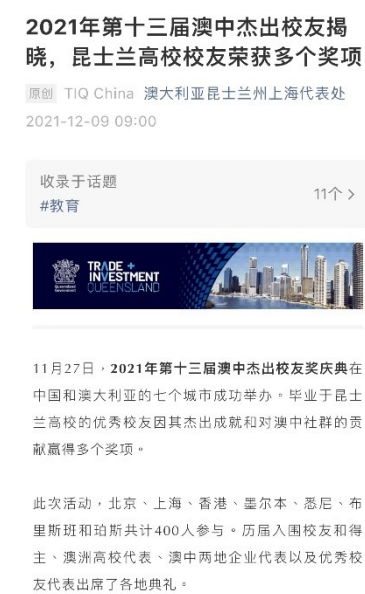 2021年第十三届澳中杰出校友揭
晓，昆士兰高校校友荣获多个奖项
原创 TIQ China 澳大利亚昆士兰州上海代表处
2021-12-09 09:00
收录于话题
#教育
11个 >
Queensland
Government
TRADE +
INVESTMENT
QUEENSLAND
11月27日，2021年第十三届澳中杰出校友奖庆典在
中国和澳大利亚的七个城市成功举办。毕业于昆士
兰高校的优秀校友因其杰出成就和对澳中社群的贡
献赢得多个奖项。
此次活动，北京、上海、香港、墨尔本、悉尼、布
里斯班和珀斯共计400人参与。历届入围校友和得
主、澳洲高校代表、澳中两地企业代表以及优秀校
友代表出席了各地典礼。